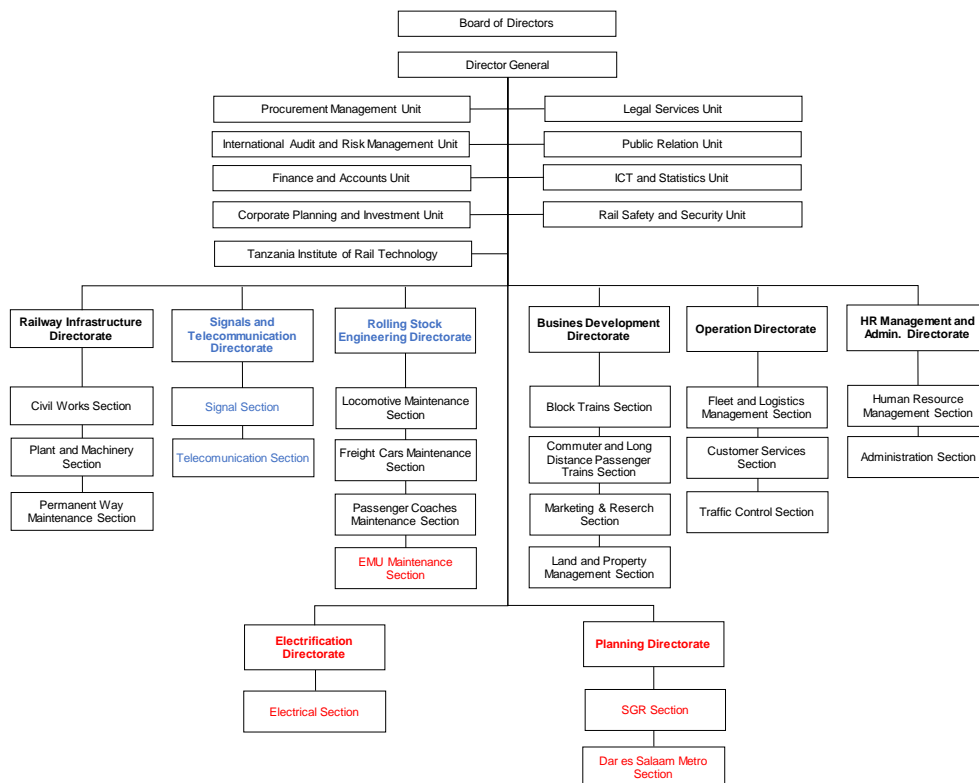 Board of Directors
Director General
Procurement Management Unit
Legal Services Unit
International Audit and Risk Management Unit
Public Relation Unit
Finance and Accounts Unit
ICT and Statistics Unit
Corporate Planning and Investment Unit
Rail Safety and Security Unit
Tanzania Institute of Rail Technology
Railway Infrastructure
Directorate
Civil Works Section
Plant and Machinery
Section
Permanent Way
Maintenance Section
Signals and
Telecommunication
Directorate
Signal Section
Telecomunication Section
Rolling Stock
Engineering Directorate
Locomotive Maintenance
Section
Freight Cars Maintenance
Section
Passenger Coaches
Maintenance Section
EMU Maintenance
Section
Busines Development
Directorate
Block Trains Section
Commuter and Long
Distance Passenger
Trains Section
Marketing & Reserch
Section
Land and Property
Management Section
Operation Directorate
Fleet and Logistics
Management Section
Customer Services
Section
Traffic Control Section
HR Management and
Admin. Directorate
Human Resource
Management Section
Administration Section
Electrification
Directorate
Electrical Section
Planning Directorate
SGR Section
Dar es Salaam Metro
Section